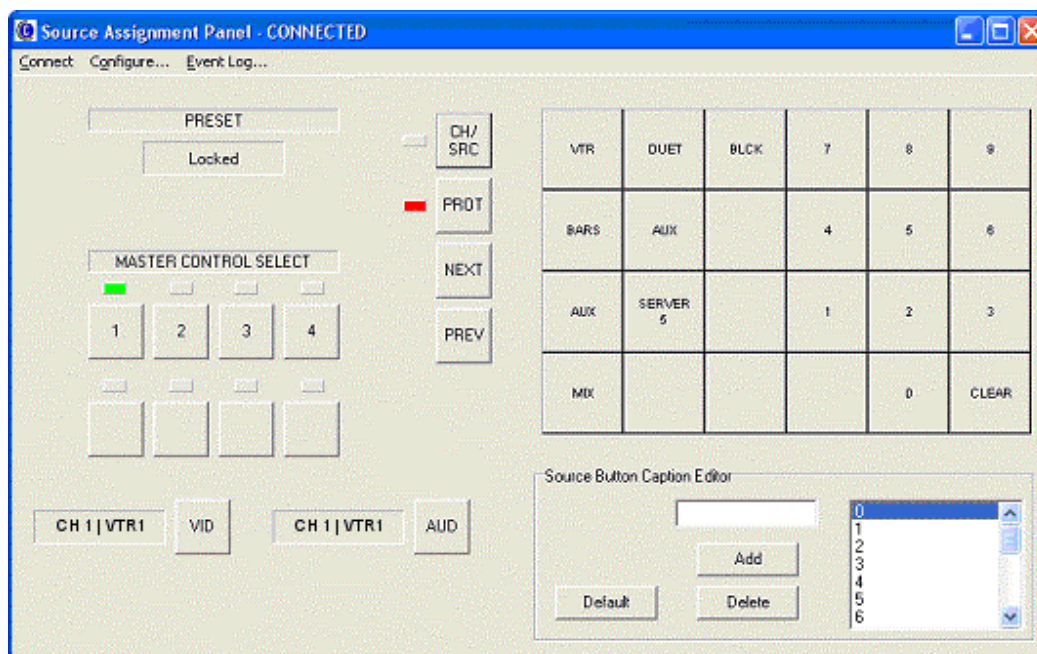 Source Assignment Panel - CONNECTED
Connect Configure... Event Log...
PRESET
Locked
CH/
SRC
PROT
NEXT
PREV
MASTER CONTROL SELECT
1 2 3 4
CH 1 | VTR1 VID CH 1 | VTR1 AUD
VTR DUET BLCK 7 8 9
BARS AUX 4 5 6
AUX SERVER 5 1 2 3
MIX 0 CLEAR
Source Button Caption Editor
Add
Default Delete
0
1
2
3
4
5
6